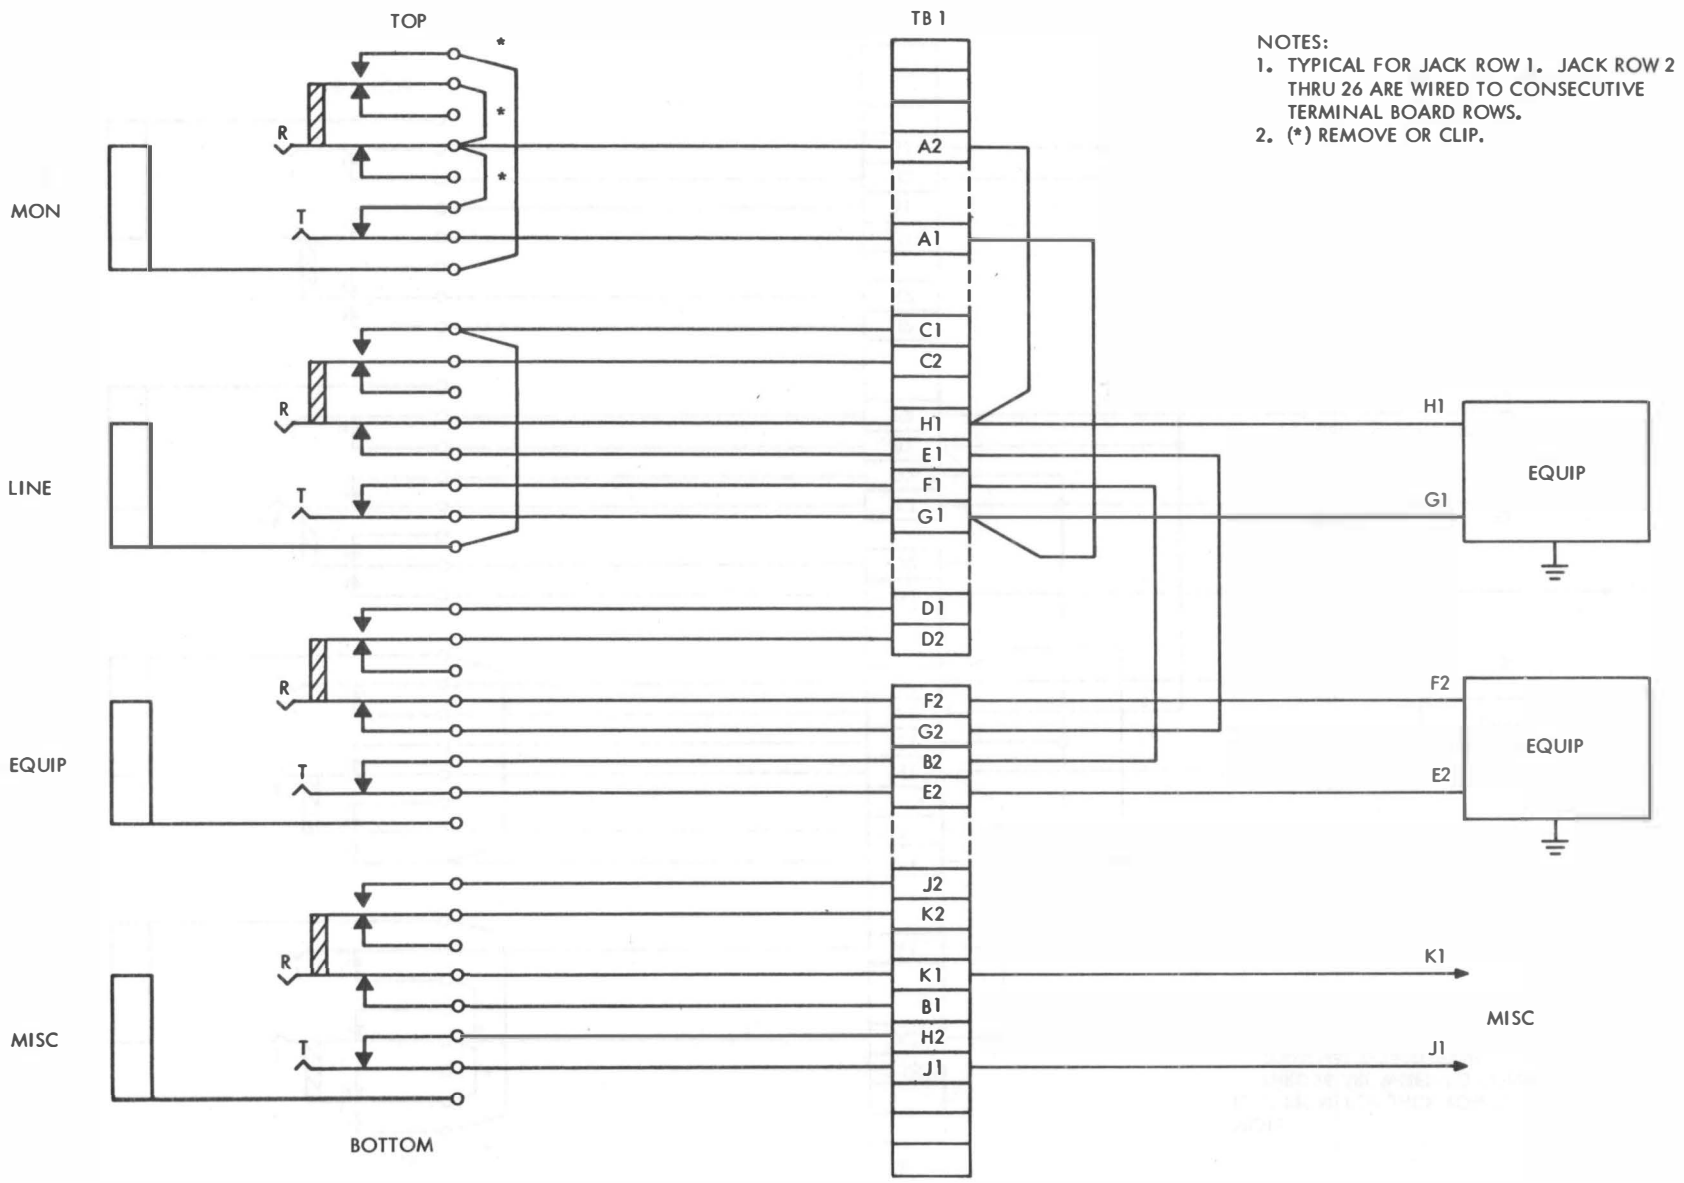 TOP
TB 1
NOTES:
1. TYPICAL FOR JACK ROW 1. JACK ROW 2
THRU 26 ARE WIRED TO CONSECUTIVE
TERMINAL BOARD ROWS.
2. (*) REMOVE OR CLIP.
*
*
*
R
T
MON
A2
A1
C1
C2
R
T
LINE
H1
E1
F1
G1
H1
G1
EQUIP
D1
D2
R
T
EQUIP
F2
G2
B2
E2
F2
E2
EQUIP
J2
K2
R
T
MISC
K1
B1
H2
J1
K1
MISC
J1
BOTTOM